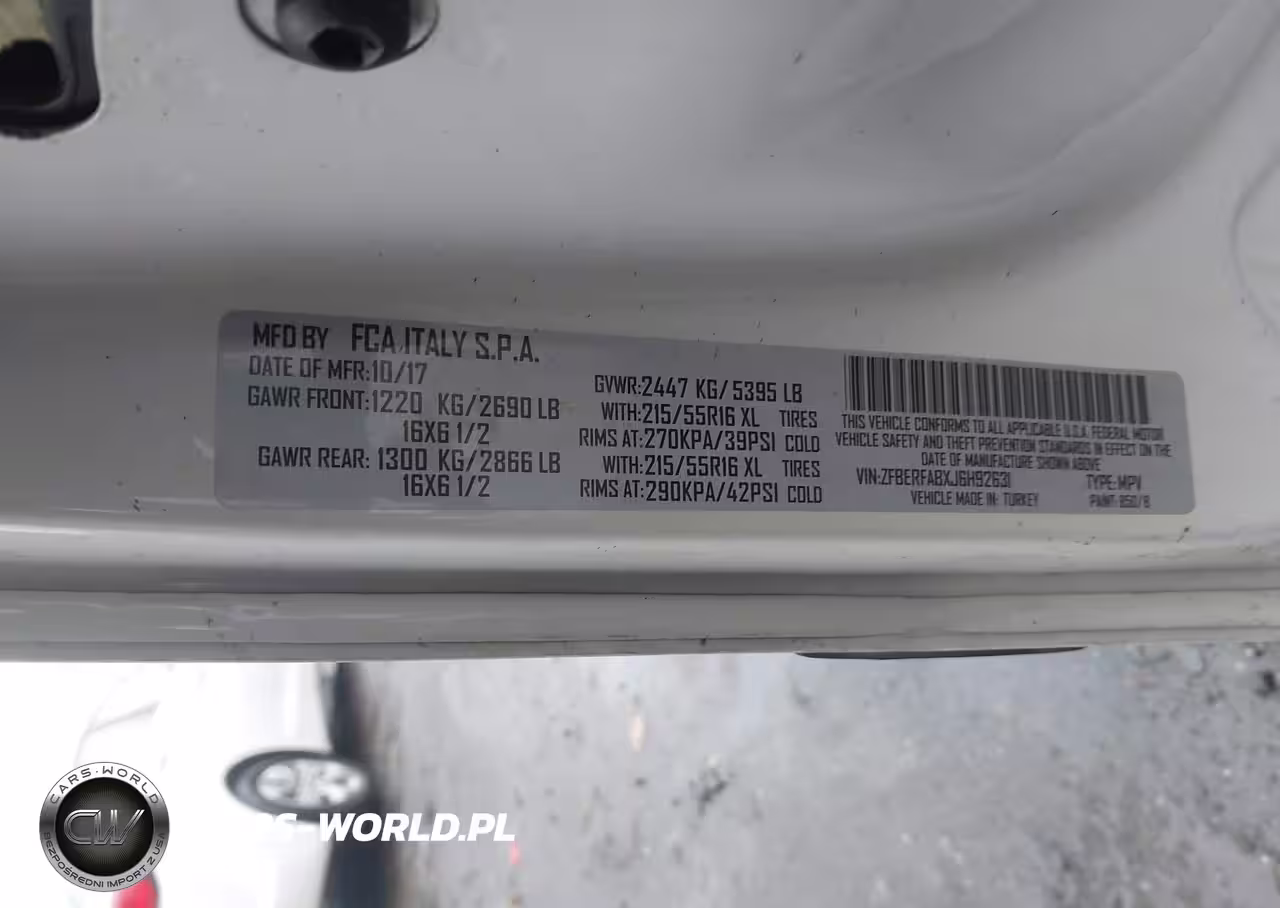 MFD BY FCA ITALY S.P.A.
DATE OF MFR:10/17
GAWR FRONT:1220 KG/2690 LB
16X6 1/2
GAWR REAR:1300 KG/2866 LB
16X6 1/2
GVWR:2447 KG/5395 LB
WITH:215/55R16 XL TIRES
RIMS AT:270KPA/39PSI COLD
WITH:215/55R16 XL TIRES
RIMS AT:290KPA/42PSI COLD
THIS VEHICLE CONFORMS TO ALL APPLICABLE U.S.A. FEDERAL MOTOR
VEHICLE SAFETY AND THEFT PREVENTION STANDARDS IN EFFECT ON THE
DATE OF MANUFACTURE SHOWN ABOVE
VIN:ZFBERFABXJ6H92631 TYPE:MPV
VEHICLE MADE IN: TURKEY PAINT: 850/B
CARS-WORLD
CW
BEZPOŚREDNI IMPORT Z USA
RS-WORLD.PL